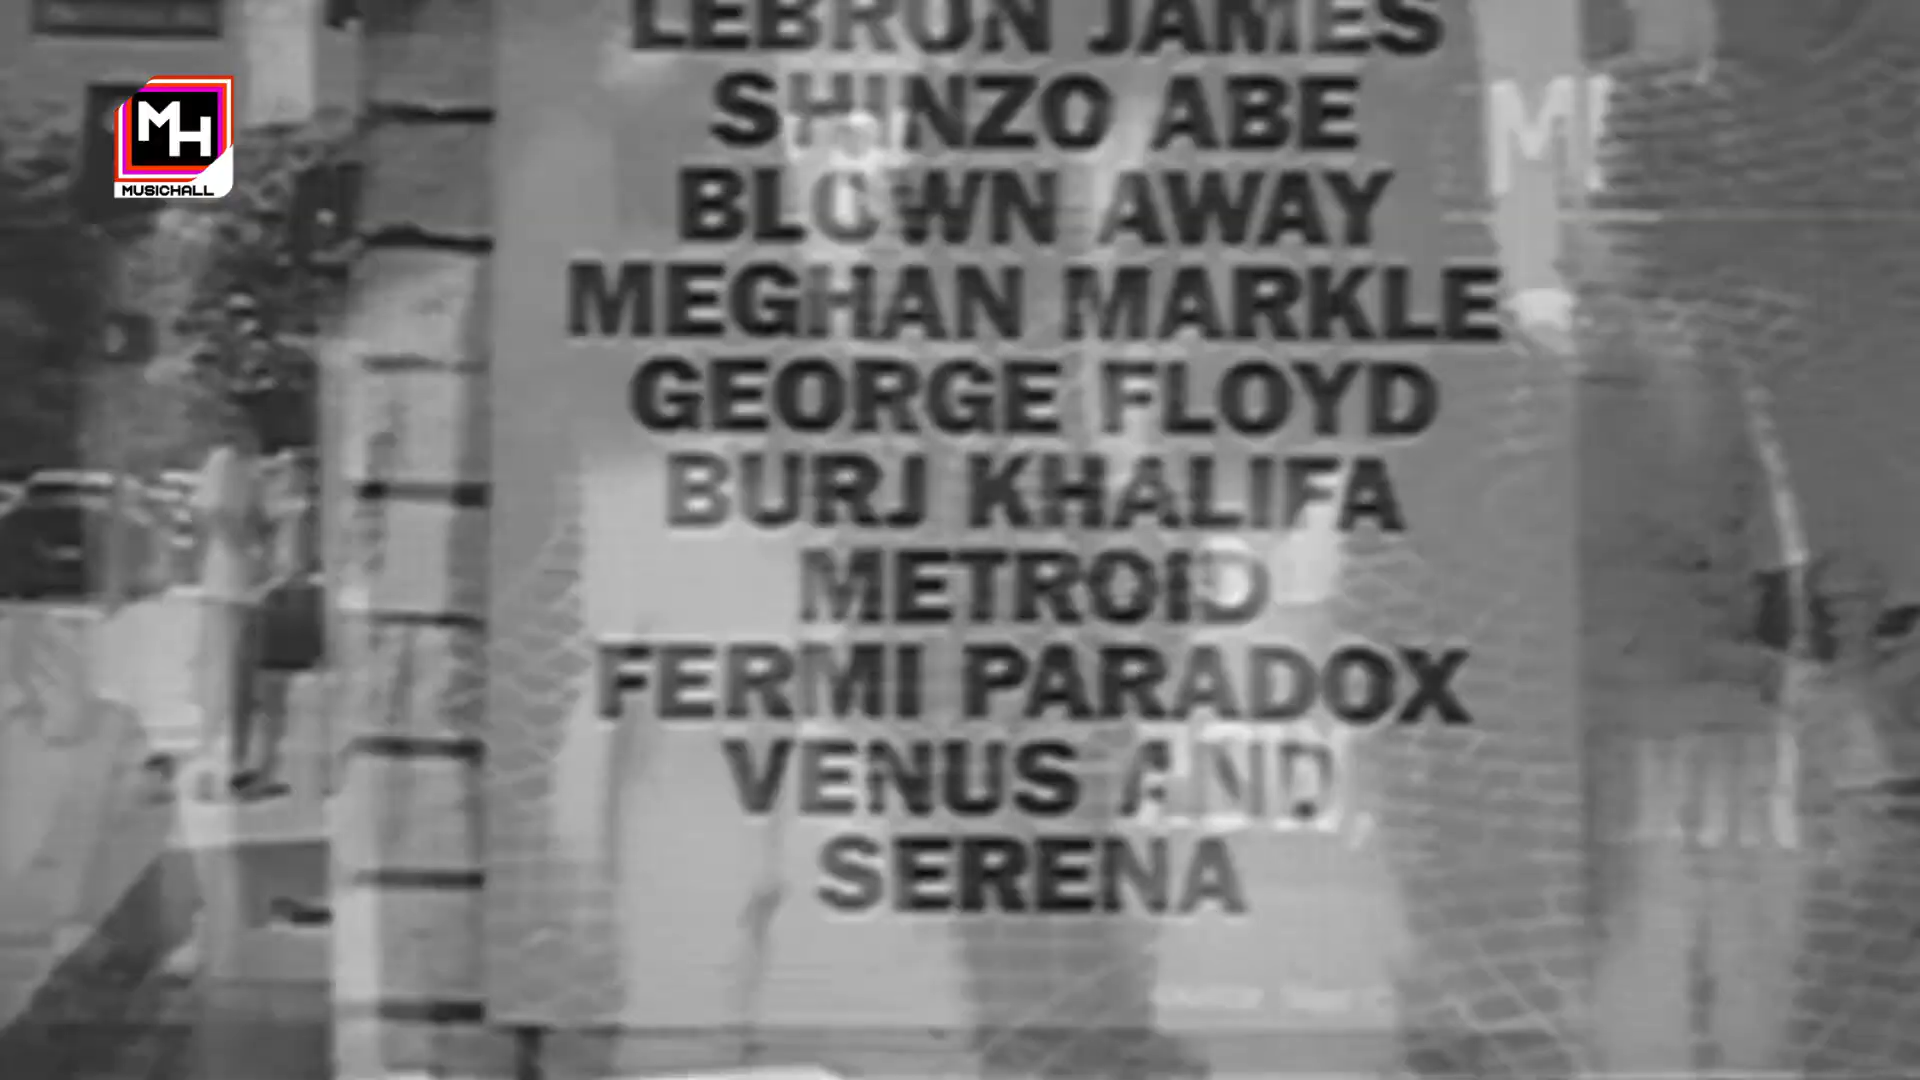 LEBRON JAMES
MH
MUSICHALL
SHINZO ABE
BLOWN AWAY
MEGHAN MARKLE
GEORGE FLOYD
BURJ KHALIFA
METROID
FERMI PARADOX
VENUS AND
SERENA